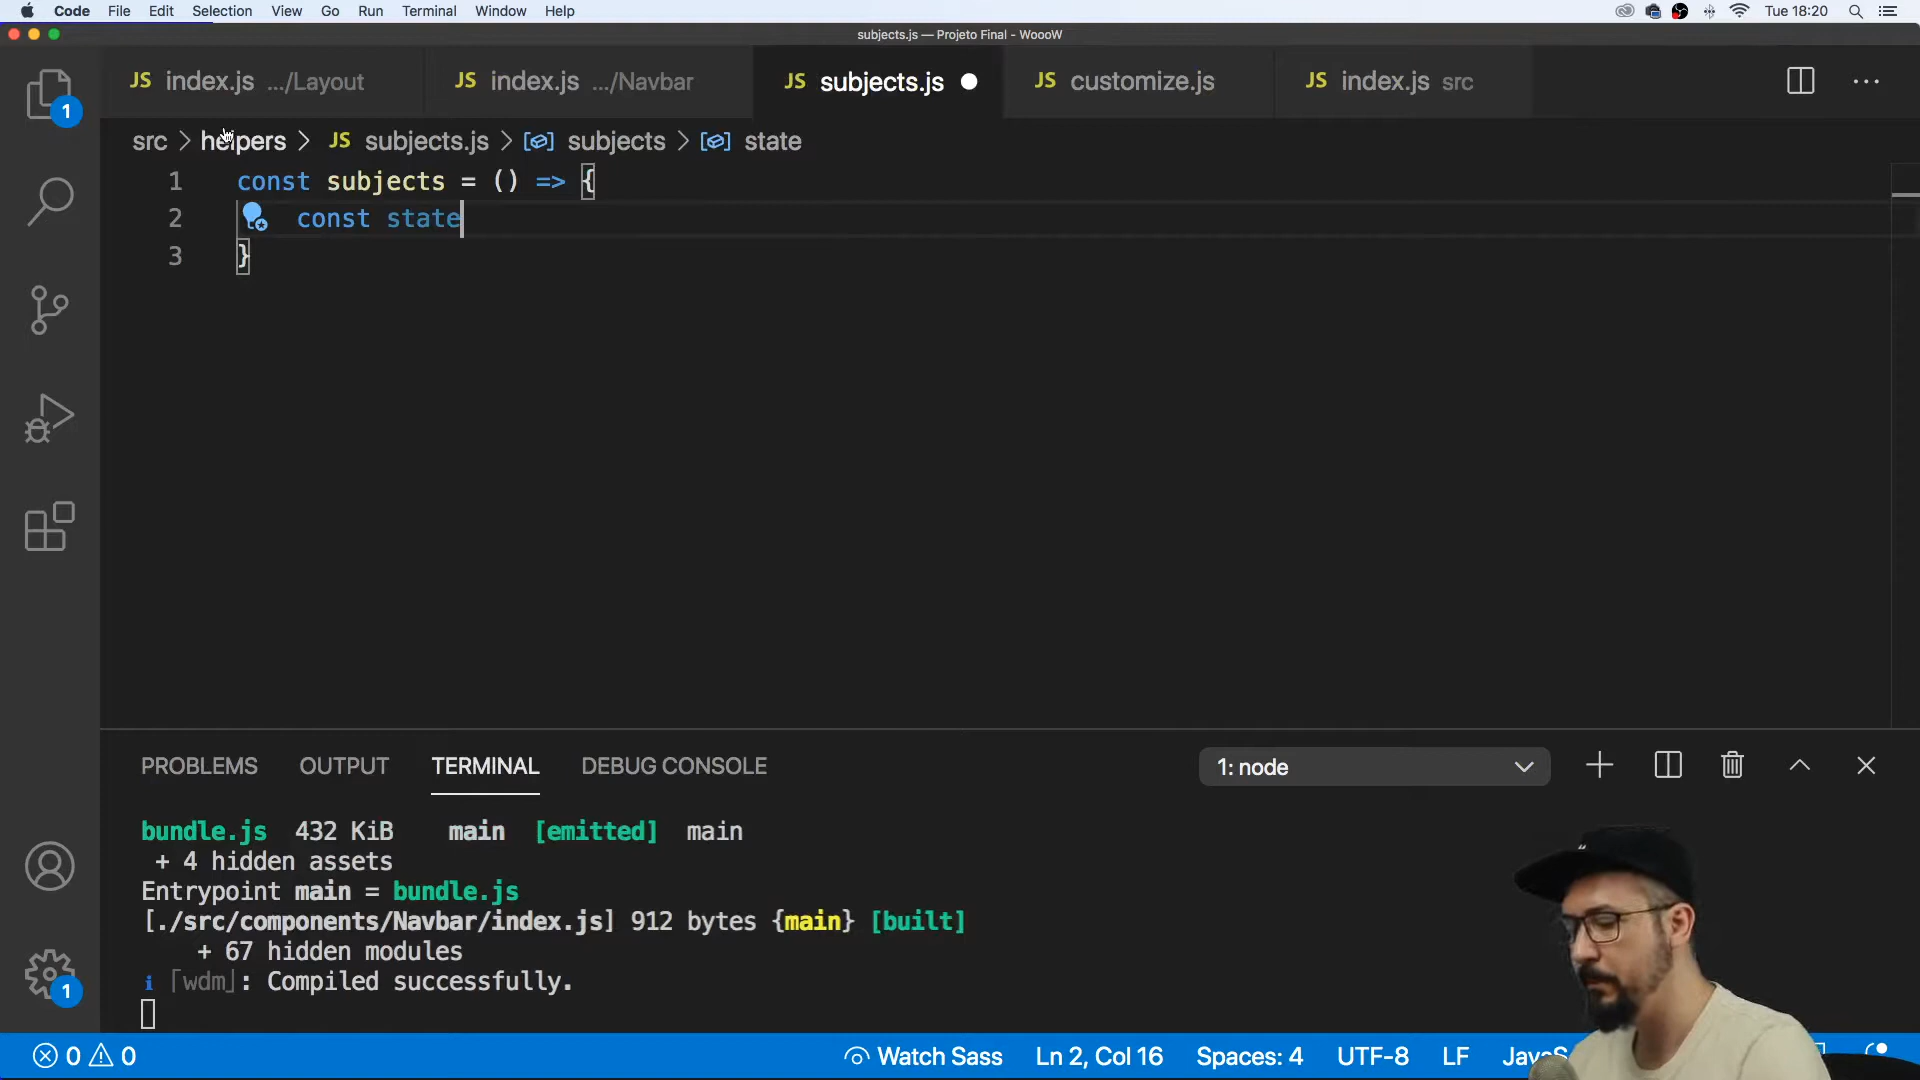 Code File Edit Selection View Go Run Terminal Window Help Tue 18:20
subjects.js — Projeto Final - WoooW
JS index.js .../Layout JS index.js .../Navbar JS subjects.js JS customize.js JS index.js src
src > helpers > JS subjects.js > subjects > state
1 const subjects = () => {
2 const state
3 }
PROBLEMS OUTPUT TERMINAL DEBUG CONSOLE 1: node
bundle.js 432 KiB main [emitted] main
+ 4 hidden assets
Entrypoint main = bundle.js
[./src/components/Navbar/index.js] 912 bytes {main} [built]
+ 67 hidden modules
i ｢wdm｣: Compiled successfully.
0 0 Watch Sass Ln 2, Col 16 Spaces: 4 UTF-8 LF
1
1